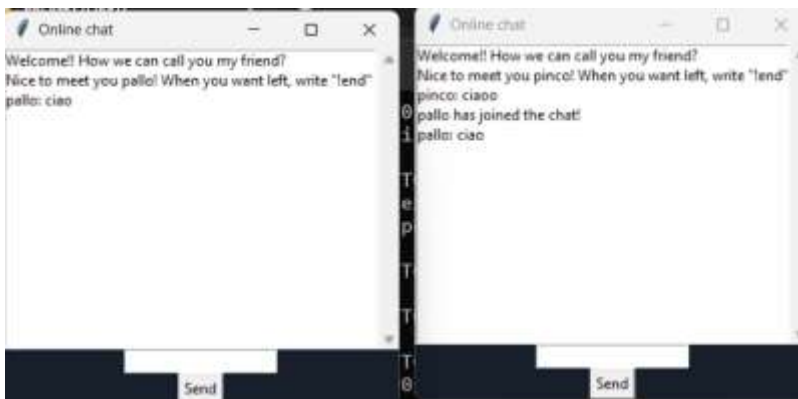 Online chat
Welcome!! How we can call you my friend?
Nice to meet you pallo! When you want left, write "!end"
pallo: ciao
Send
Online chat
Welcome!! How we can call you my friend?
Nice to meet you pinco! When you want left, write "!end"
pinco: ciaoo
pallo has joined the chat!
pallo: ciao
Send